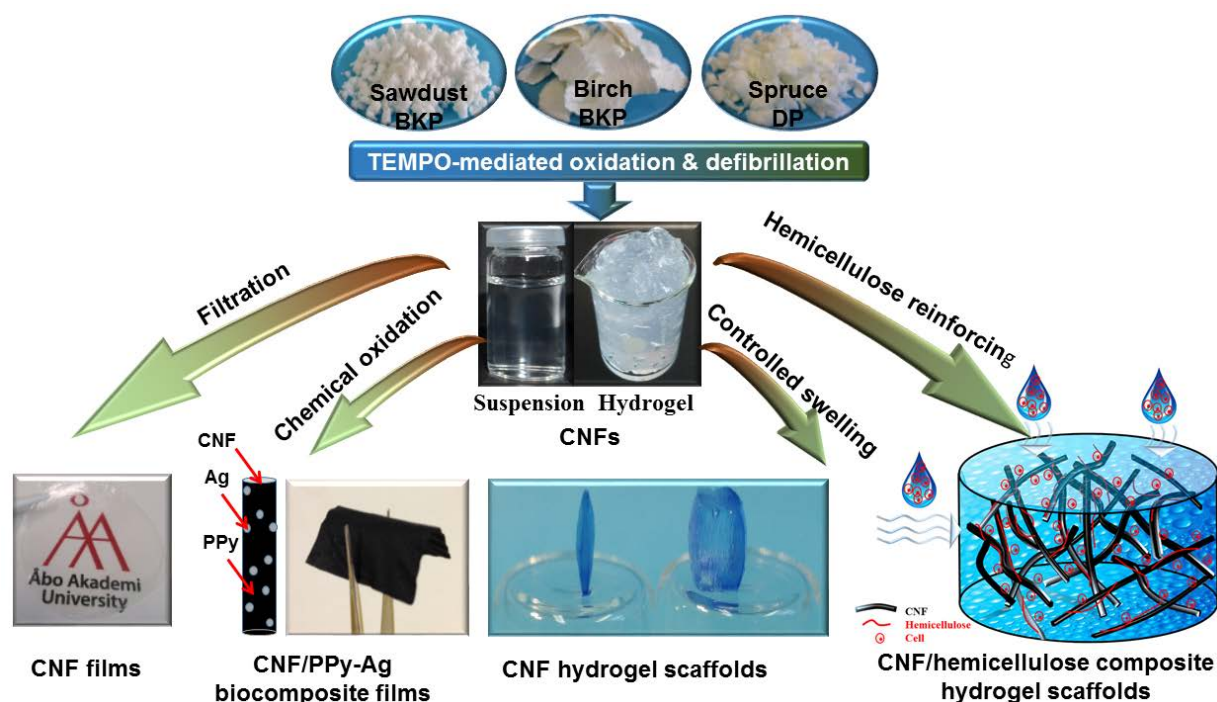 Sawdust
BKP
Birch
BKP
Spruce
DP
TEMPO-mediated oxidation & defibrillation
Filtration
Chemical oxidation
Controlled swelling
Hemicellulose reinforcing
Suspension Hydrogel
CNFs
CNF
Ag
PPy
Åbo Akademi
University
CNF
Hemicellulose
Cell
CNF films
CNF/PPy-Ag
biocomposite films
CNF hydrogel scaffolds
CNF/hemicellulose composite
hydrogel scaffolds